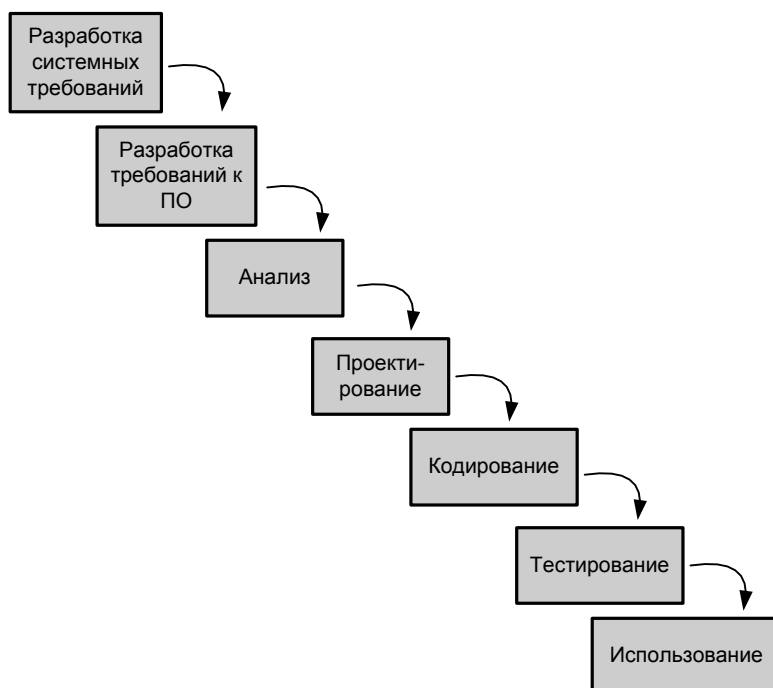 Разработка
системных
требований
Разработка
требований к
ПО
Анализ
Проекти-
рование
Кодирование
Тестирование
Использование